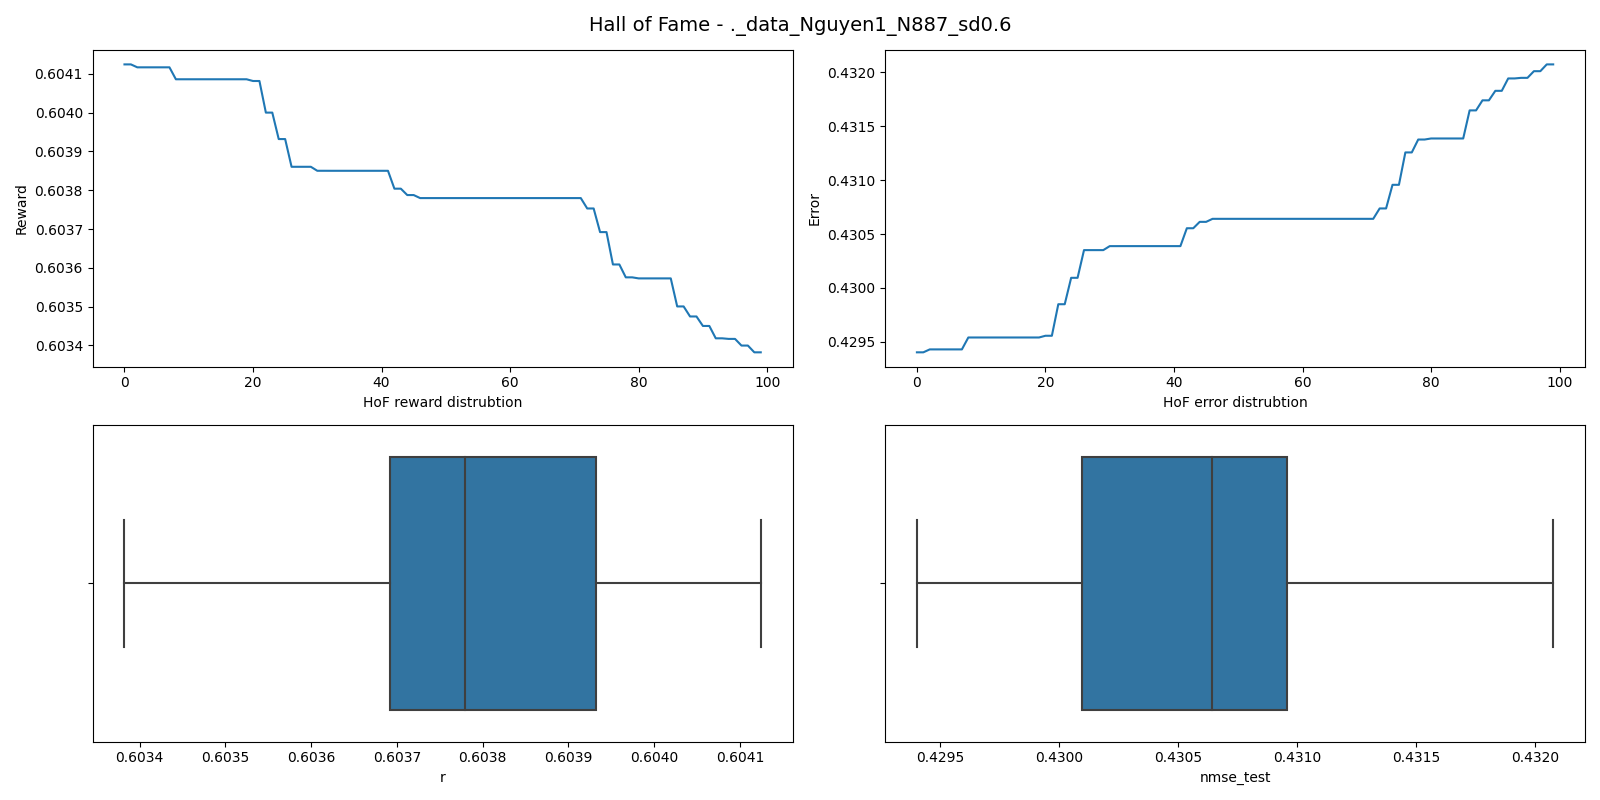 Hall of Fame - ._data_Nguyen1_N887_sd0.6
Reward
0.6041
0.6040
0.6039
0.6038
0.6037
0.6036
0.6035
0.6034
0 20 40 60 80 100
HoF reward distrubtion
Error
0.4320
0.4315
0.4310
0.4305
0.4300
0.4295
0 20 40 60 80 100
HoF error distrubtion
0.6034 0.6035 0.6036 0.6037 0.6038 0.6039 0.6040 0.6041
r
0.4295 0.4300 0.4305 0.4310 0.4315 0.4320
nmse_test